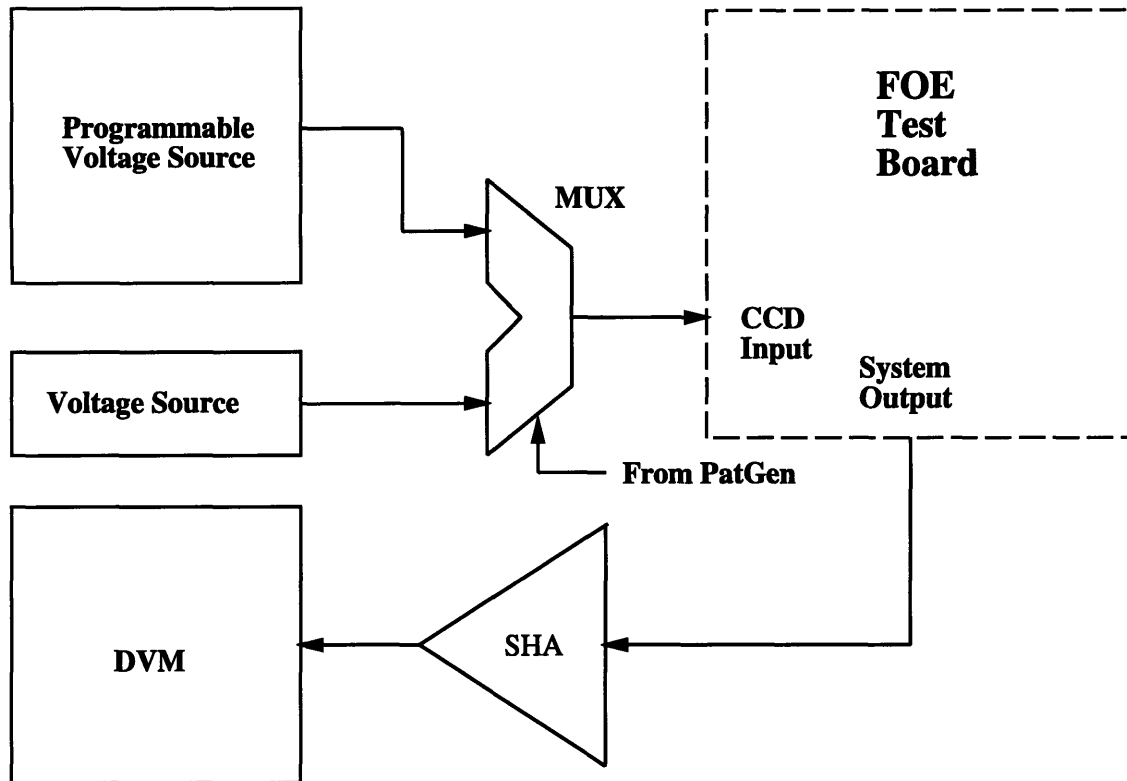 Programmable
Voltage Source
FOE
Test
Board
MUX
CCD
Input
System
Output
Voltage Source
From PatGen
DVM
SHA